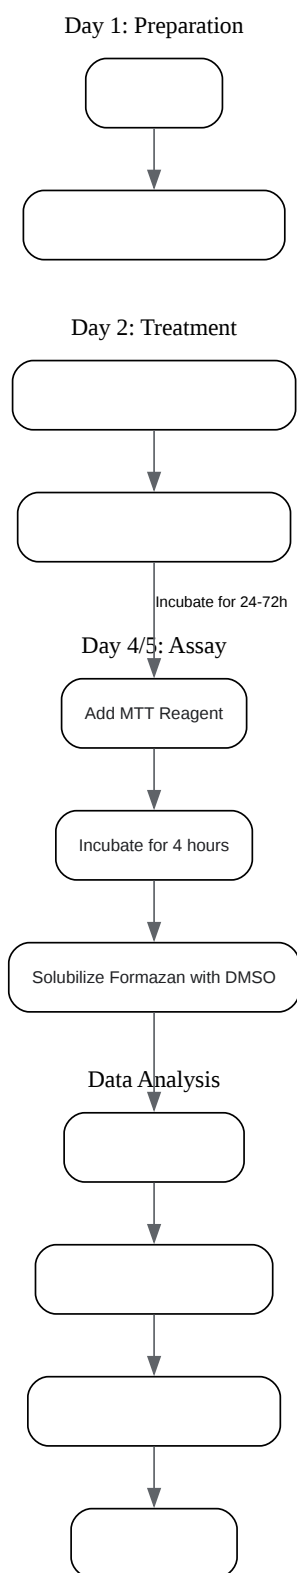 Day 1: Preparation
Day 2: Treatment
Incubate for 24-72h
Day 4/5: Assay
Add MTT Reagent
Incubate for 4 hours
Solubilize Formazan with DMSO
Data Analysis